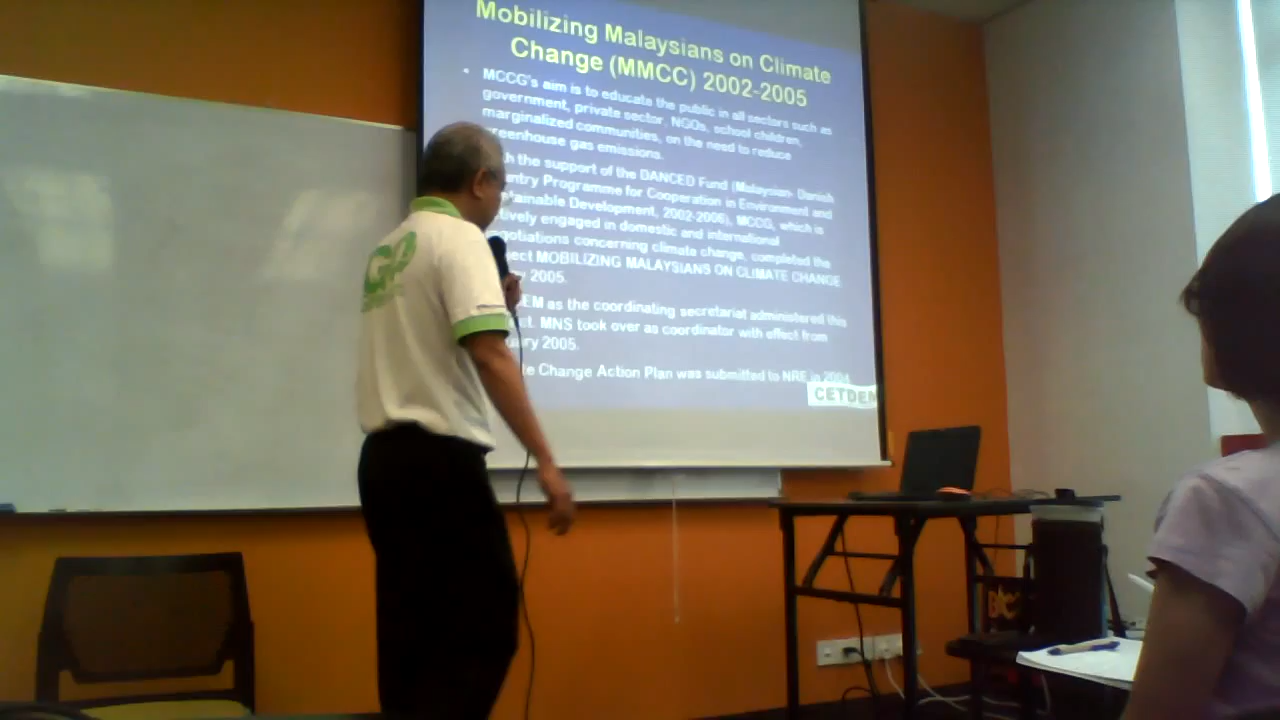 Mobilizing Malaysians on Climate
Change (MMCC) 2002-2005
• MCCG's aim is to educate the public in all sectors such as
government, private sector, NGOs, school children,
marginalized communities, on the need to reduce
greenhouse gas emissions.
the support of the DANCED Fund (Malaysian- Danish
Programme for Cooperation in Environment and
Development, 2002-2006), MCCG, which is
engaged in domestic and international
concerning climate change, completed the
MOBILIZING MALAYSIANS ON CLIMATE CHANGE
2005.
as the coordinating secretariat administered this
MNS took over as coordinator with effect from
2005.
Change Action Plan was submitted to NRE in 2004
CETDEM